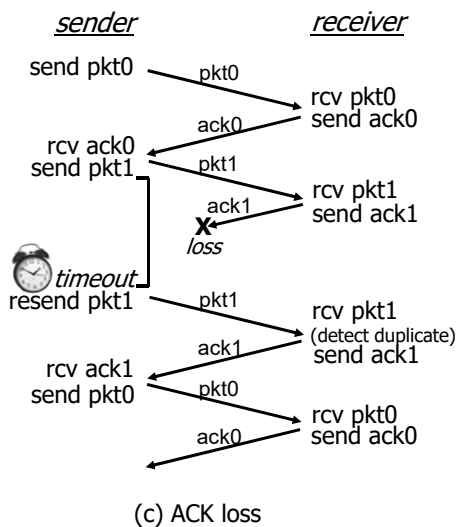 sender receiver
send pkt0
pkt0
rcv pkt0
send ack0
ack0
rcv ack0
send pkt1
pkt1
rcv pkt1
send ack1
ack1
X
loss
timeout
resend pkt1
pkt1
rcv pkt1
(detect duplicate)
send ack1
ack1
rcv ack1
send pkt0
pkt0
rcv pkt0
send ack0
ack0
(c) ACK loss